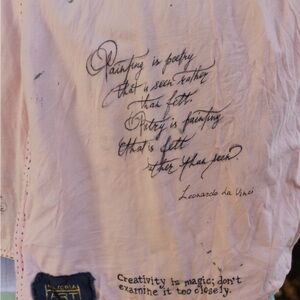 Painting is poetry
that is seen rather
than felt.
Poetry is painting
that is felt
rather than seen
Leonardo da Vinci
ART
Creativity is magic; don't
examine it too closely.